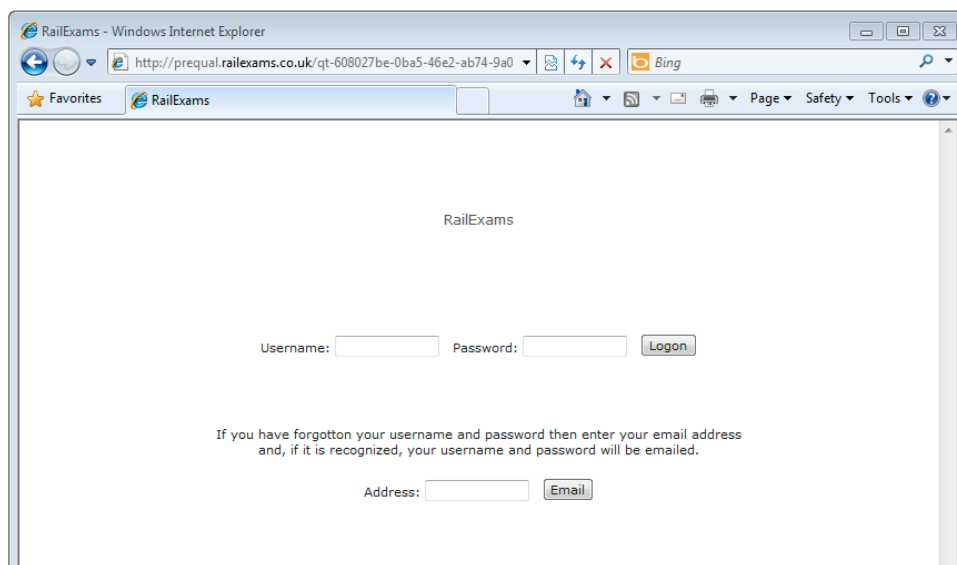 RailExams - Windows Internet Explorer
http://prequal.railexams.co.uk/qt-608027be-0ba5-46e2-ab74-9a0 Bing
Favorites RailExams Page Safety Tools
RailExams
Username: Password: Logon
If you have forgotton your username and password then enter your email address
and, if it is recognized, your username and password will be emailed.
Address: Email